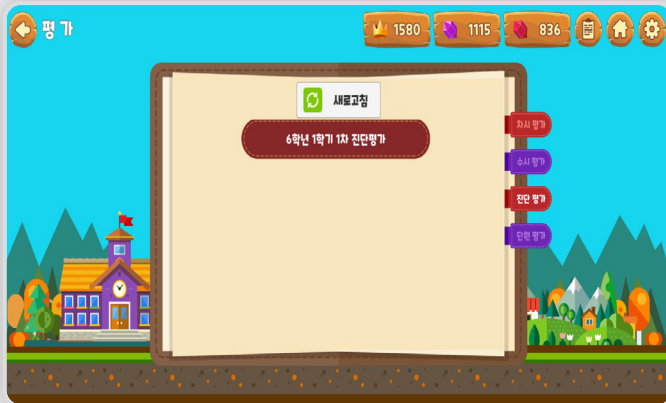 평 가
1580
1115
836
새로고침
6학년 1학기 1차 진단평가
차시 평가
수시 평가
진단 평가
단원 평가